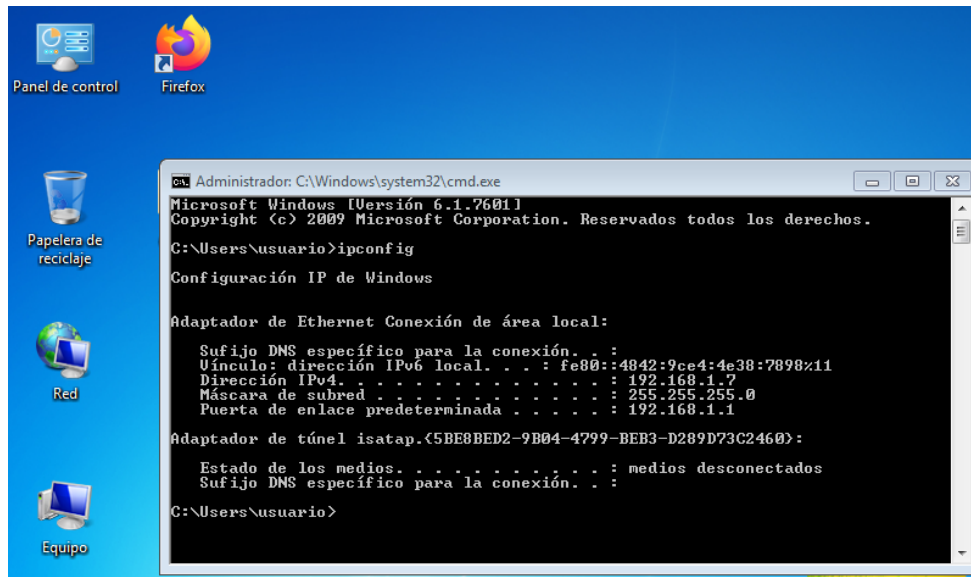 Panel de control
Firefox
Papelera de
reciclaje
Red
Equipo
Administrador: C:\Windows\system32\cmd.exe
Microsoft Windows [Versión 6.1.7601]
Copyright (c) 2009 Microsoft Corporation. Reservados todos los derechos.
C:\Users\usuario>ipconfig
Configuración IP de Windows
Adaptador de Ethernet Conexión de área local:
Sufijo DNS específico para la conexión. . :
Vínculo: dirección IPv6 local. . . : fe80::4842:9ce4:4e38:7898%11
Dirección IPv4. . . . . . . . . . . . . . : 192.168.1.7
Máscara de subred . . . . . . . . . . . . : 255.255.255.0
Puerta de enlace predeterminada . . . . . : 192.168.1.1
Adaptador de túnel isatap.{5BE8BED2-9B04-4799-BEB3-D289D73C2460}:
Estado de los medios. . . . . . . . . . . : medios desconectados
Sufijo DNS específico para la conexión. . :
C:\Users\usuario>